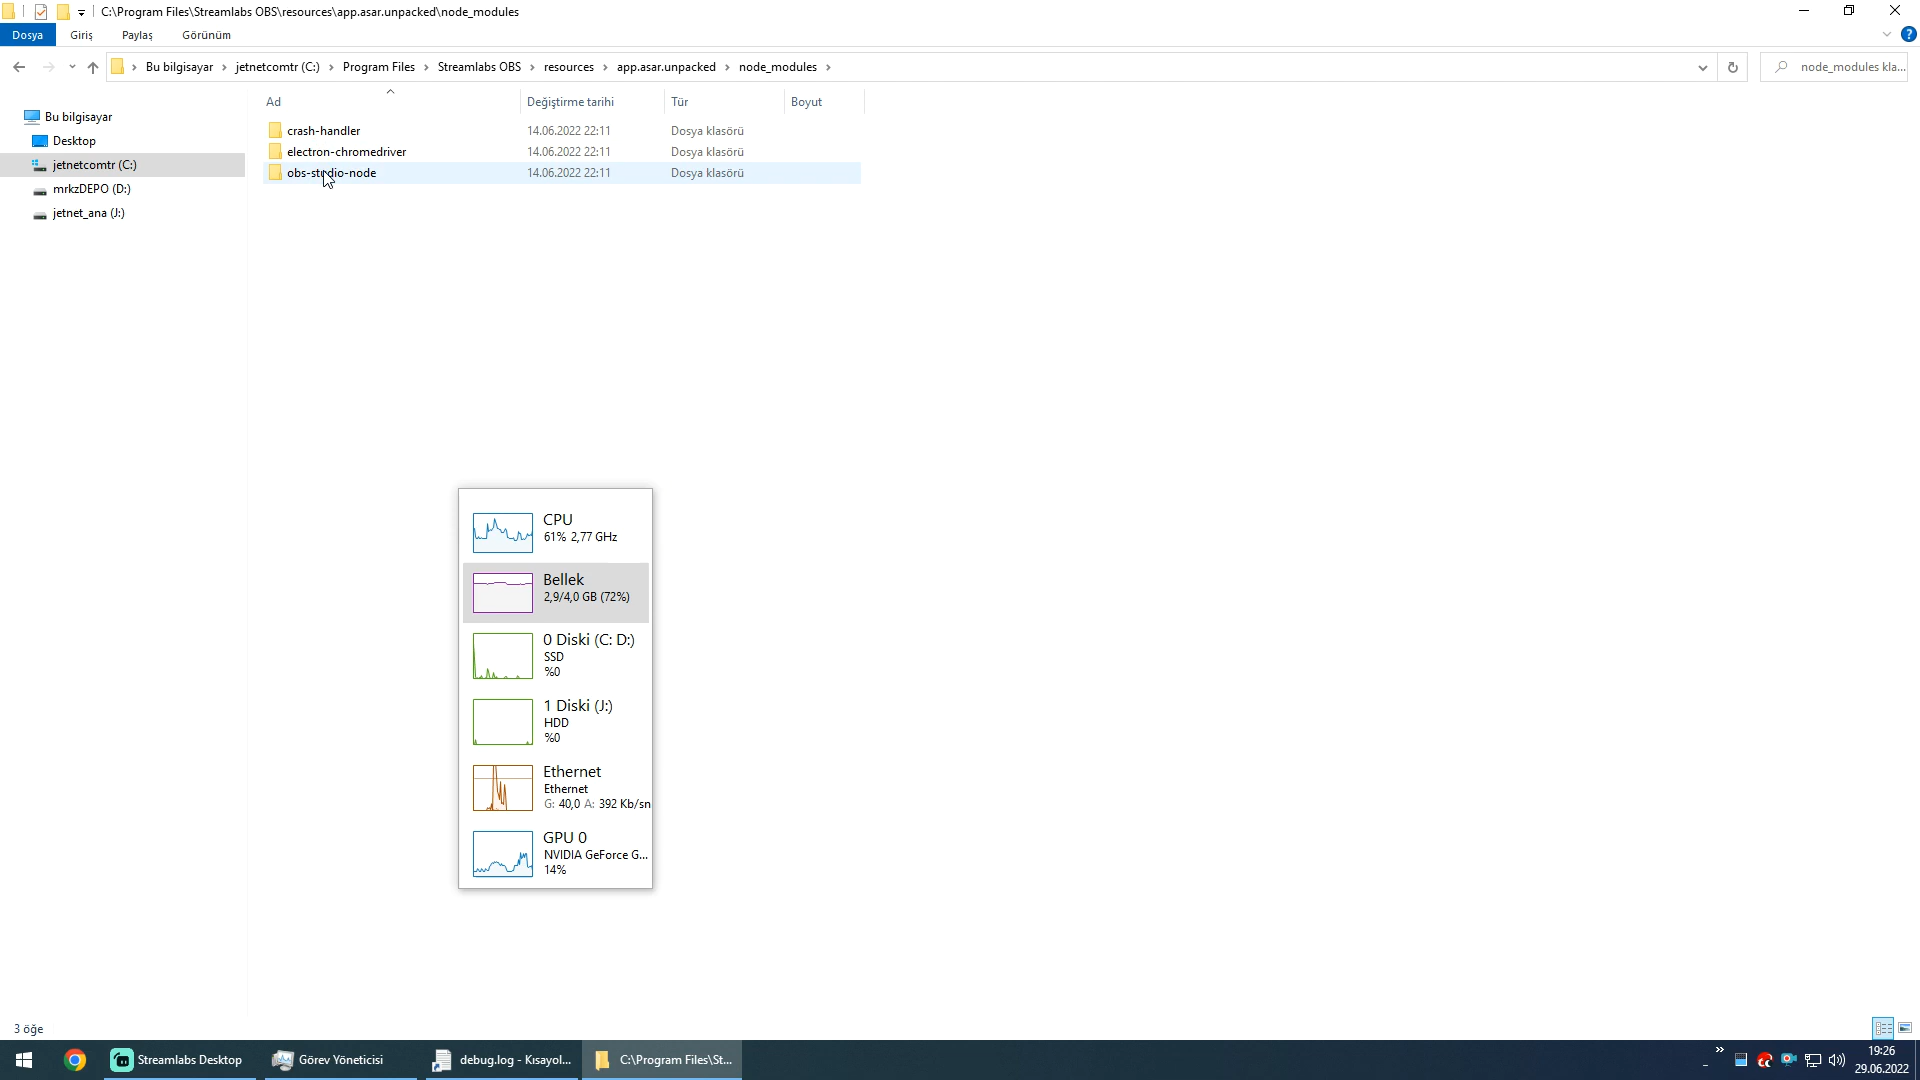 C:\Program Files\Streamlabs OBS\resources\app.asar.unpacked\node_modules
Dosya Giriş Paylaş Görünüm
Bu bilgisayar jetnetcomtr (C:) Program Files Streamlabs OBS resources app.asar.unpacked node_modules node_modules kla...
Ad Değiştirme tarihi Tür Boyut
Bu bilgisayar
Desktop
jetnetcomtr (C:)
mrkzDEPO (D:)
jetnet_ana (J:)
crash-handler 14.06.2022 22:11 Dosya klasörü
electron-chromedriver 14.06.2022 22:11 Dosya klasörü
obs-studio-node 14.06.2022 22:11 Dosya klasörü
CPU
61% 2,77 GHz
Bellek
2,9/4,0 GB (72%)
0 Diski (C: D:)
SSD
%0
1 Diski (J:)
HDD
%0
Ethernet
Ethernet
G: 40,0 A: 392 Kb/sn
GPU 0
NVIDIA GeForce G...
14%
3 öğe
Streamlabs Desktop Görev Yöneticisi debug.log - Kısayol... C:\Program Files\St...
19:26
29.06.2022